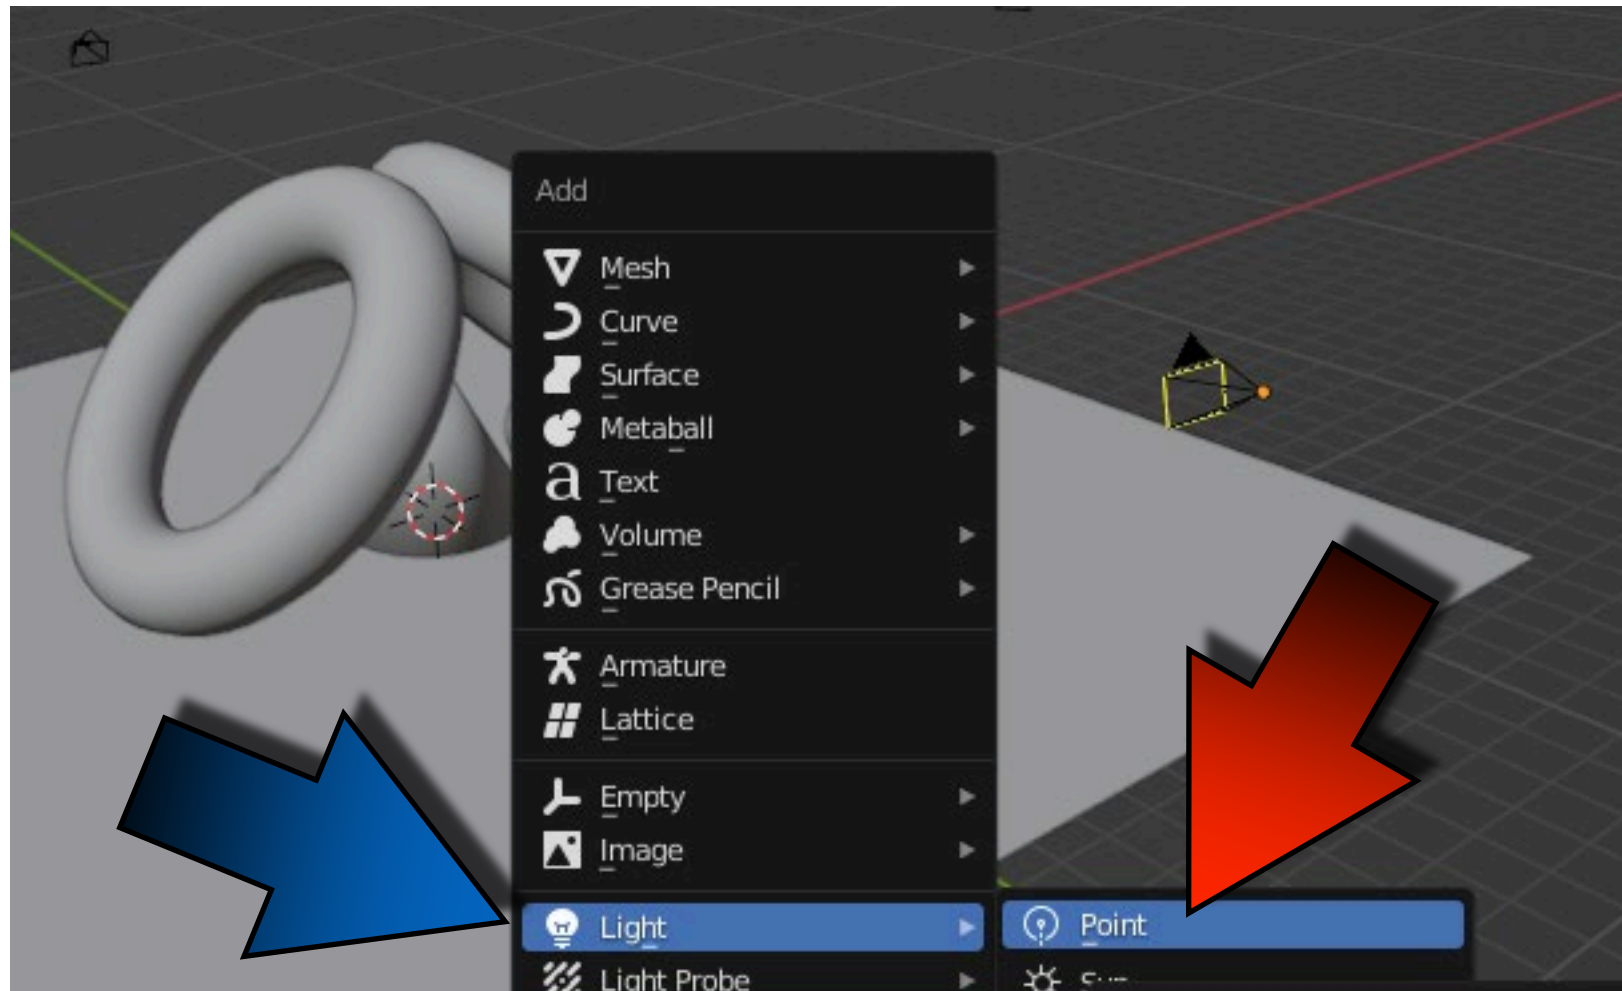 Add
Mesh
Curve
Surface
Metaball
Text
Volume
Grease Pencil
Armature
Lattice
Empty
Image
Light
Point
Light Probe